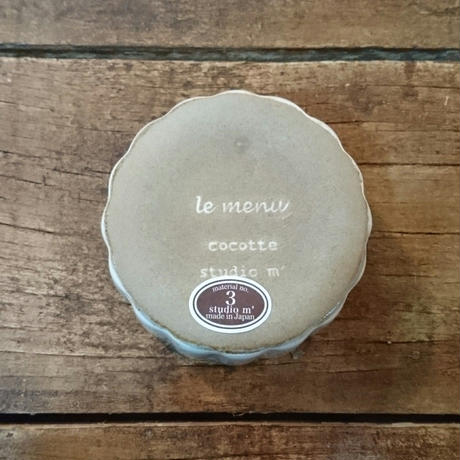 le menu
cocotte
studio m'
material no.
3
studio m'
made in Japan